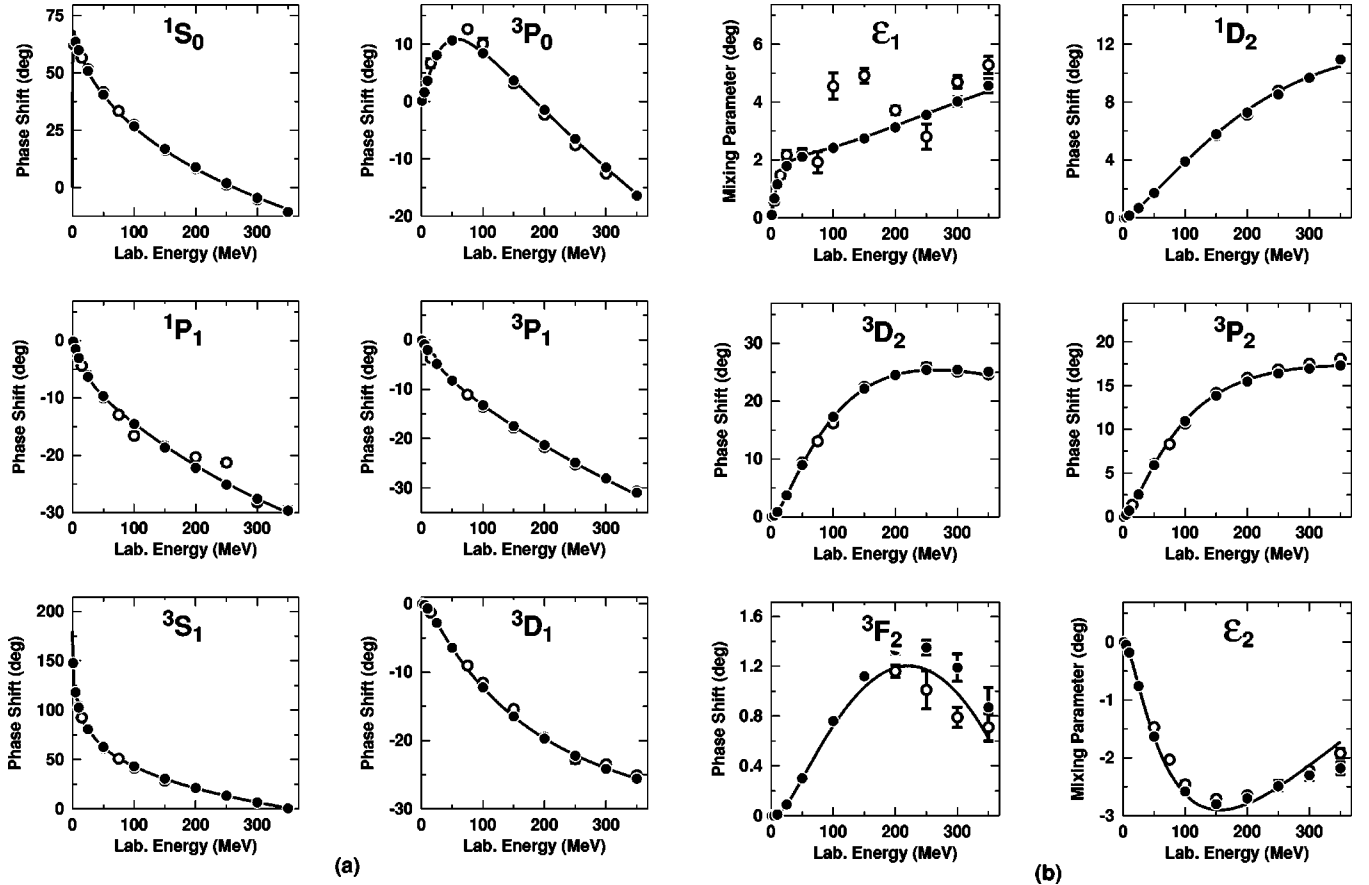 75
50
25
0
0 100 200 300
Phase Shift (deg)
Lab. Energy (MeV)
¹S₀
10
0
-10
-20
0 100 200 300
Phase Shift (deg)
Lab. Energy (MeV)
³P₀
8
6
4
2
0
0 100 200 300
Mixing Parameter (deg)
Lab. Energy (MeV)
Ɛ₁
12
8
4
0
0 100 200 300
Phase Shift (deg)
Lab. Energy (MeV)
¹D₂
0
-10
-20
-30
0 100 200 300
Phase Shift (deg)
Lab. Energy (MeV)
¹P₁
0
-10
-20
-30
0 100 200 300
Phase Shift (deg)
Lab. Energy (MeV)
³P₁
30
20
10
0
0 100 200 300
Phase Shift (deg)
Lab. Energy (MeV)
³D₂
20
15
10
5
0
0 100 200 300
Phase Shift (deg)
Lab. Energy (MeV)
³P₂
200
150
100
50
0
0 100 200 300
Phase Shift (deg)
Lab. Energy (MeV)
³S₁
0
-10
-20
-30
0 100 200 300
Phase Shift (deg)
Lab. Energy (MeV)
³D₁
1.6
1.2
0.8
0.4
0
0 100 200 300
Phase Shift (deg)
Lab. Energy (MeV)
³F₂
0
-1
-2
-3
0 100 200 300
Mixing Parameter (deg)
Lab. Energy (MeV)
Ɛ₂
(a)
(b)